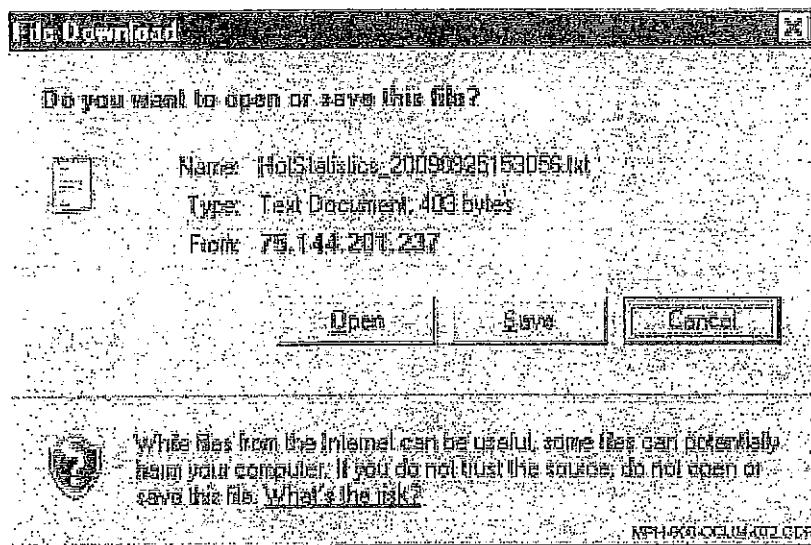 File Download
Do you want to open or save this file?
Name: HolStatistics_20090926153056.txt
Type: Text Document, 403 bytes
From: 75.144.201.237
Open
Save
Cancel
While files from the Internet can be useful, some files can potentially
harm your computer. If you do not trust the source, do not open or
save this file. What's the risk?